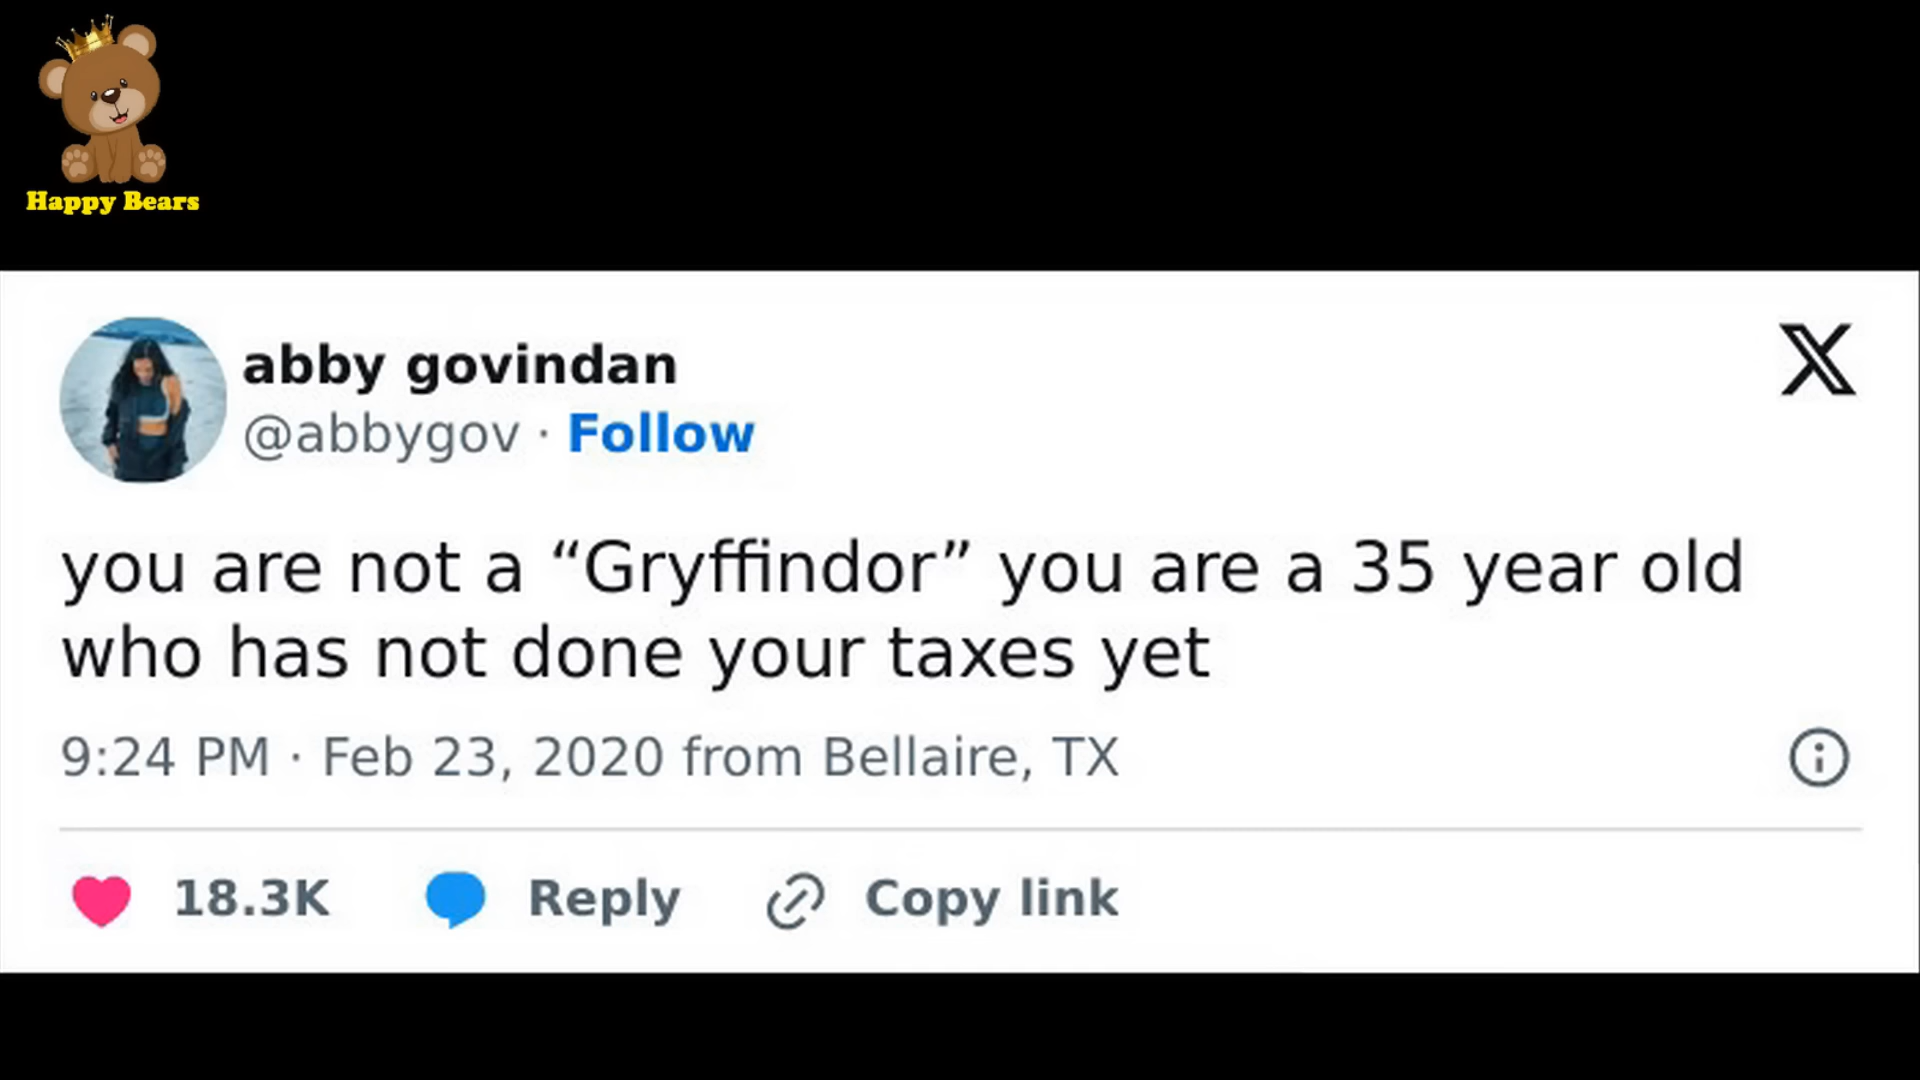 Happy Bears
abby govindan
@abbygov · Follow
you are not a “Gryffindor” you are a 35 year old
who has not done your taxes yet
9:24 PM · Feb 23, 2020 from Bellaire, TX
18.3K Reply Copy link